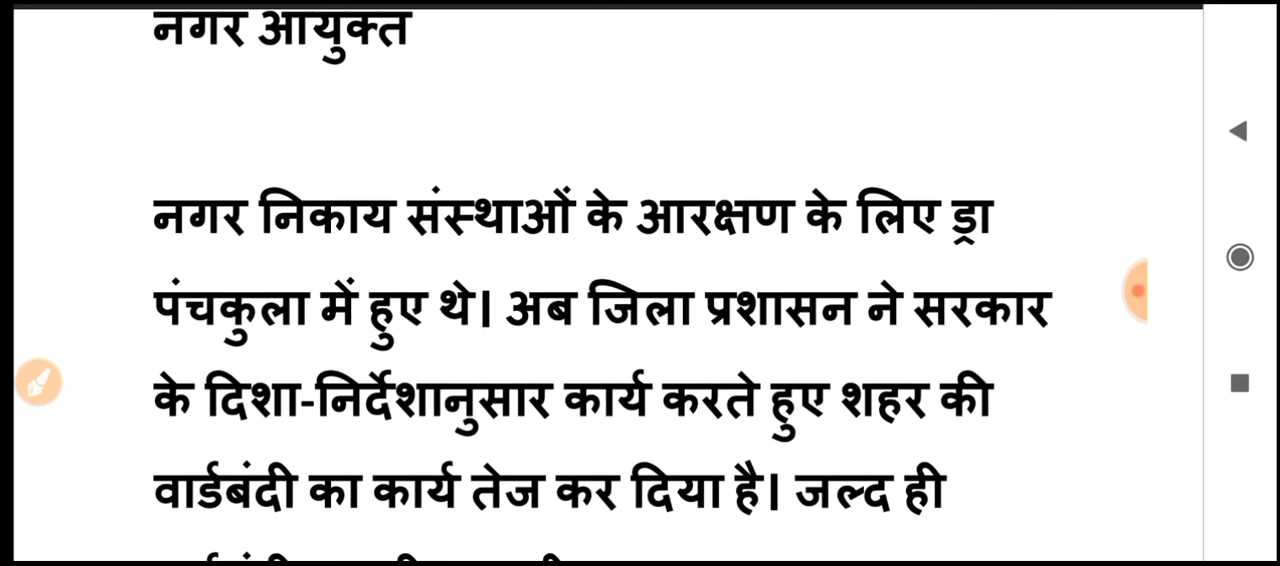 नगर आयुक्त
नगर निकाय संस्थाओं के आरक्षण के लिए ड्रा
पंचकुला में हुए थे। अब जिला प्रशासन ने सरकार
के दिशा-निर्देशानुसार कार्य करते हुए शहर की
वार्डबंदी का कार्य तेज कर दिया है। जल्द ही